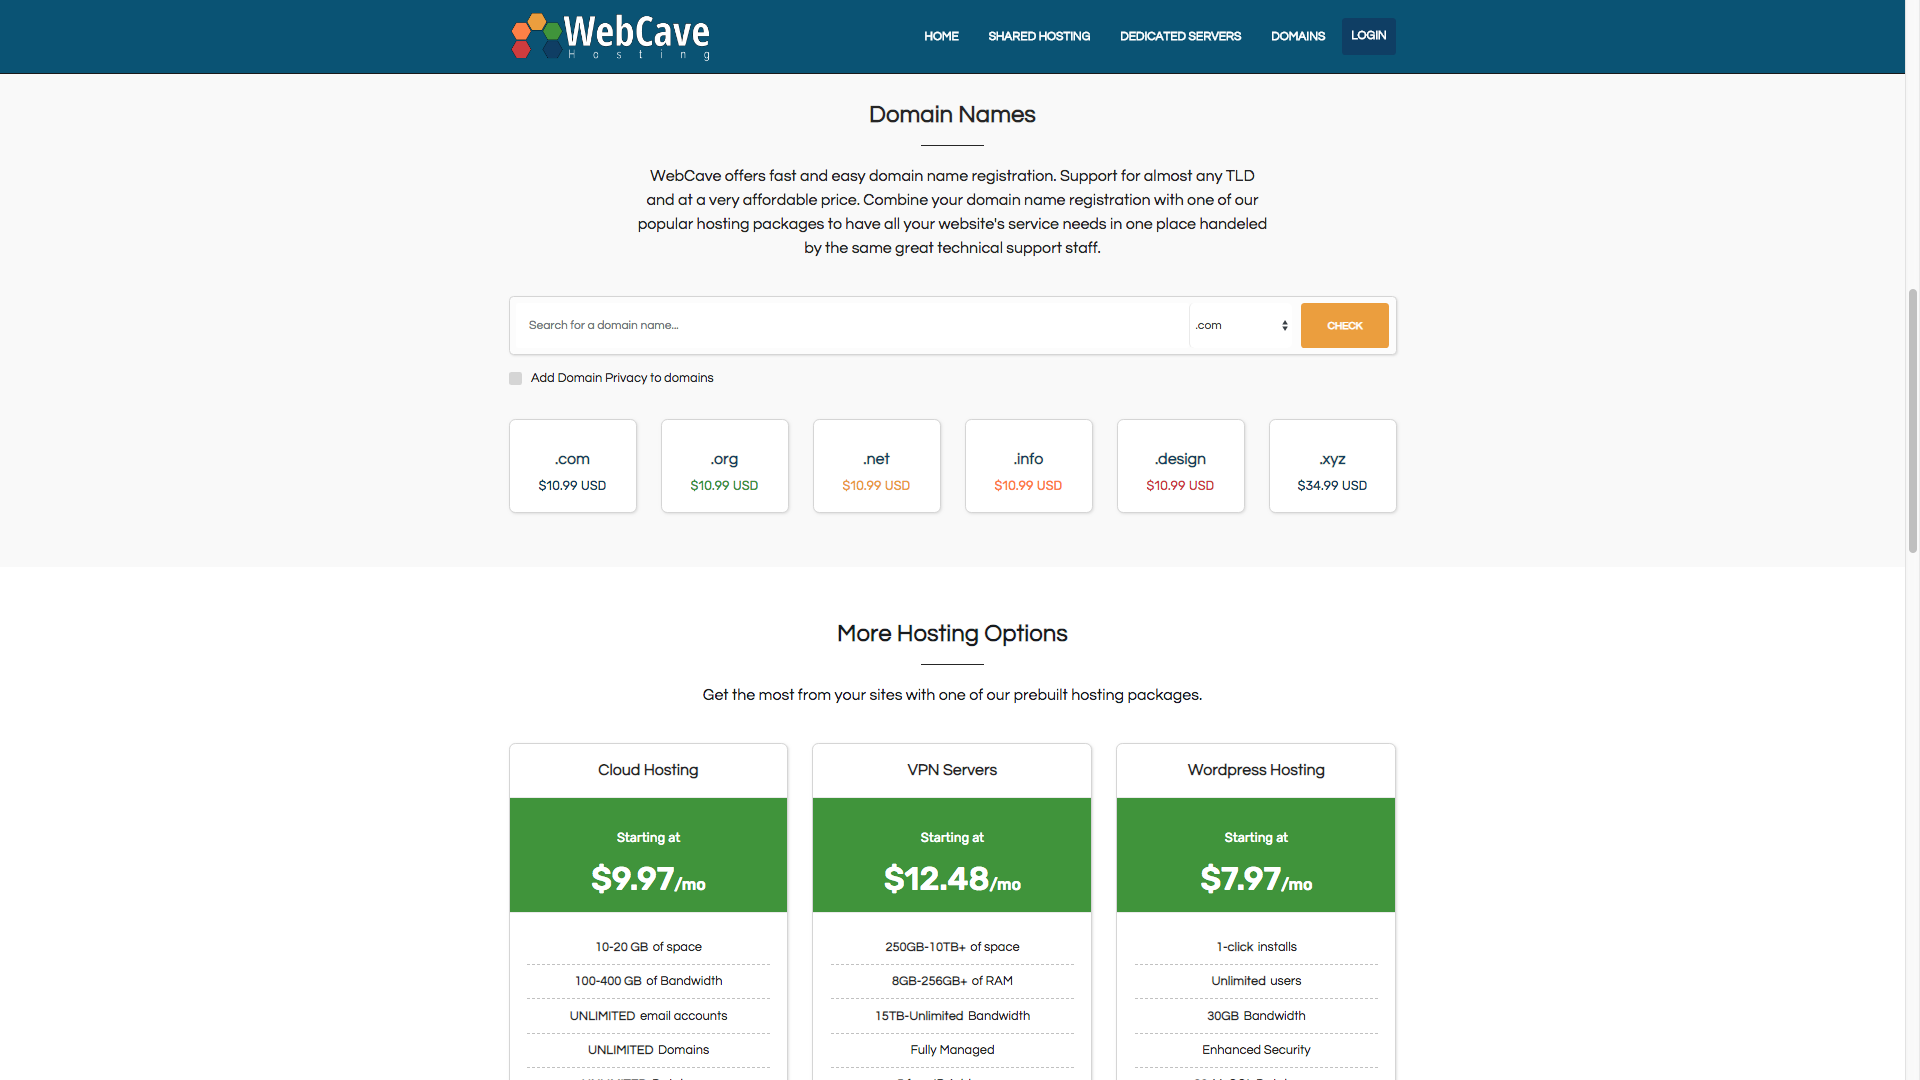 WebCave
Hosting
HOME
SHARED HOSTING
DEDICATED SERVERS
DOMAINS
LOGIN
Domain Names
WebCave offers fast and easy domain name registration. Support for almost any TLD
and at a very affordable price. Combine your domain name registration with one of our
popular hosting packages to have all your website's service needs in one place handeled
by the same great technical support staff.
Search for a domain name...
.com
CHECK
Add Domain Privacy to domains
.com
$10.99 USD
.org
$10.99 USD
.net
$10.99 USD
.info
$10.99 USD
.design
$10.99 USD
.xyz
$34.99 USD
More Hosting Options
Get the most from your sites with one of our prebuilt hosting packages.
Cloud Hosting
Starting at
$9.97/mo
10-20 GB of space
100-400 GB of Bandwidth
UNLIMITED email accounts
UNLIMITED Domains
VPN Servers
Starting at
$12.48/mo
250GB-10TB+ of space
8GB-256GB+ of RAM
15TB-Unlimited Bandwidth
Fully Managed
Wordpress Hosting
Starting at
$7.97/mo
1-click installs
Unlimited users
30GB Bandwidth
Enhanced Security